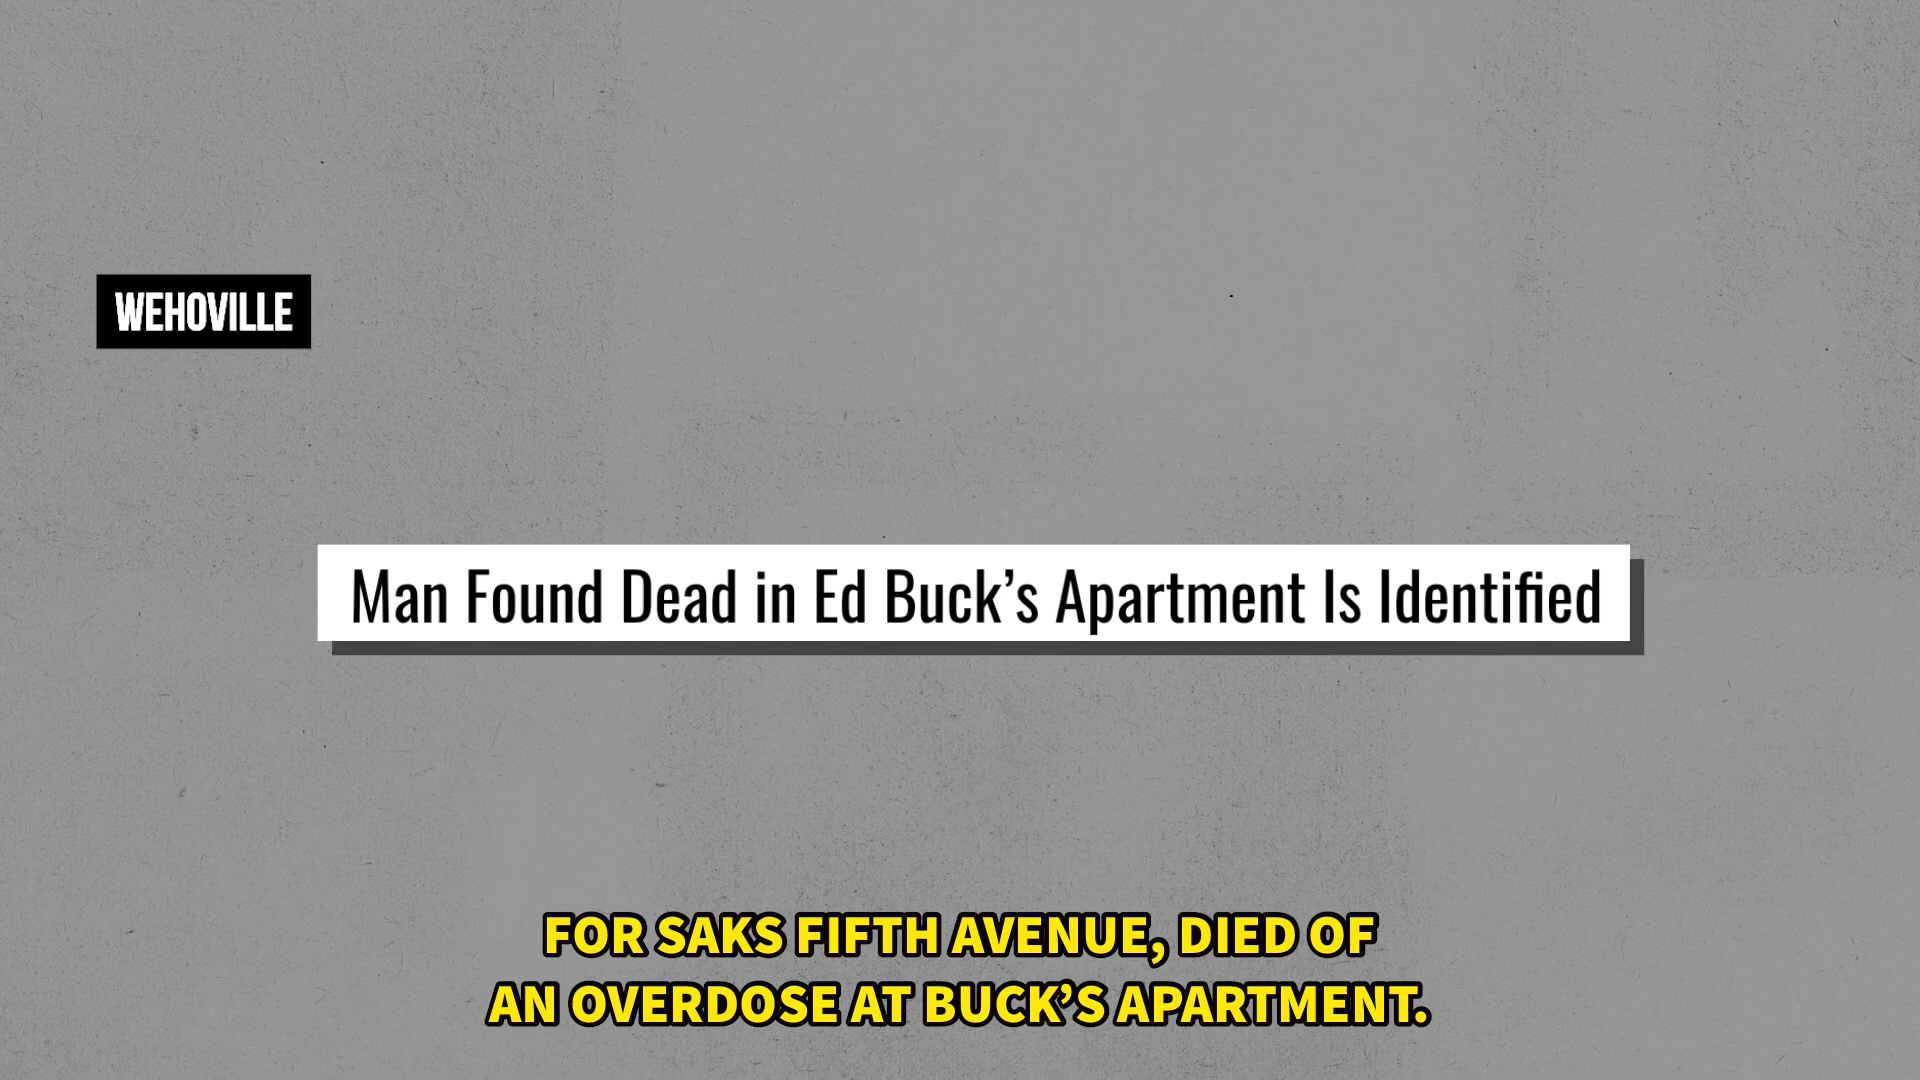 WEHOVILLE
Man Found Dead in Ed Buck’s Apartment Is Identified
FOR SAKS FIFTH AVENUE, DIED OF
AN OVERDOSE AT BUCK’S APARTMENT.